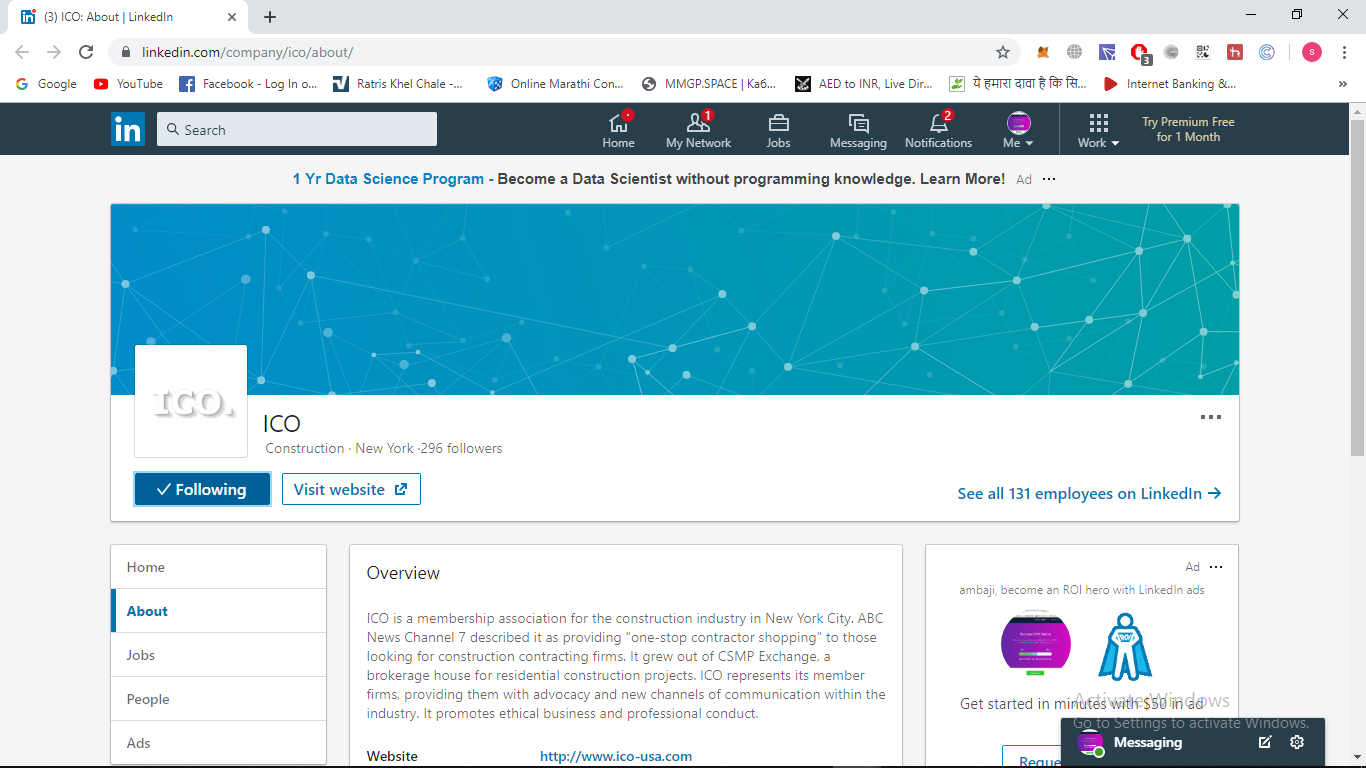 (3) ICO: About | LinkedIn
linkedin.com/company/ico/about/
3
s
Google
YouTube
Facebook - Log In o...
Ratris Khel Chale -...
Online Marathi Con...
MMGP.SPACE | Каб...
AED to INR, Live Dir...
ये हमारा दावा है कि सि...
Internet Banking &...
in
Search
Home
1
My Network
Jobs
Messaging
2
Notifications
Me
Work
Try Premium Free
for 1 Month
1 Yr Data Science Program - Become a Data Scientist without programming knowledge. Learn More! Ad ...
ICO.
ICO
Construction · New York ·296 followers
Following
Visit website
See all 131 employees on LinkedIn →
Home
About
Jobs
People
Ads
Overview
ICO is a membership association for the construction industry in New York City. ABC
News Channel 7 described it as providing "one-stop contractor shopping" to those
looking for construction contracting firms. It grew out of CSMP Exchange, a
brokerage house for residential construction projects. ICO represents its member
firms, providing them with advocacy and new channels of communication within the
industry. It promotes ethical business and professional conduct.
Website http://www.ico-usa.com
Ad ...
ambaji, become an ROI hero with LinkedIn ads
ROI
Get started in minutes with $50 in ad
Activate Windows
Go to Settings to activate Windows.
Messaging